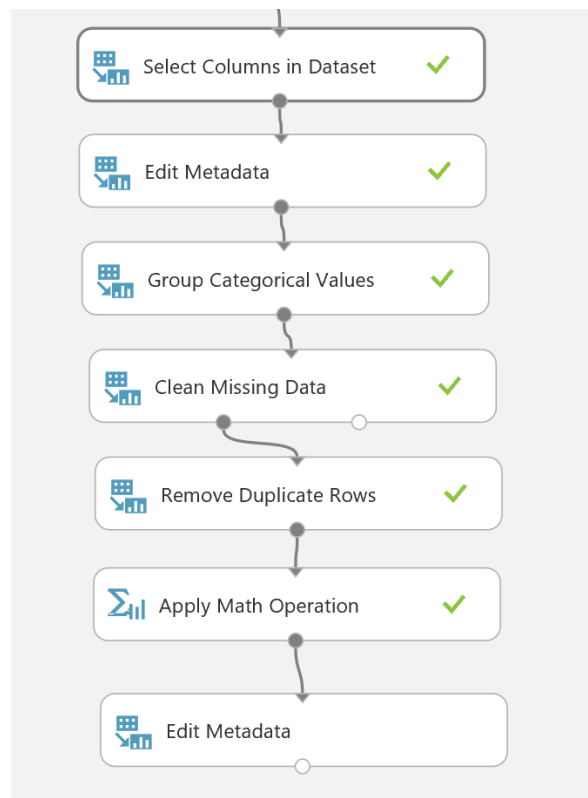 Select Columns in Dataset
Edit Metadata
Group Categorical Values
Clean Missing Data
Remove Duplicate Rows
Apply Math Operation
Edit Metadata